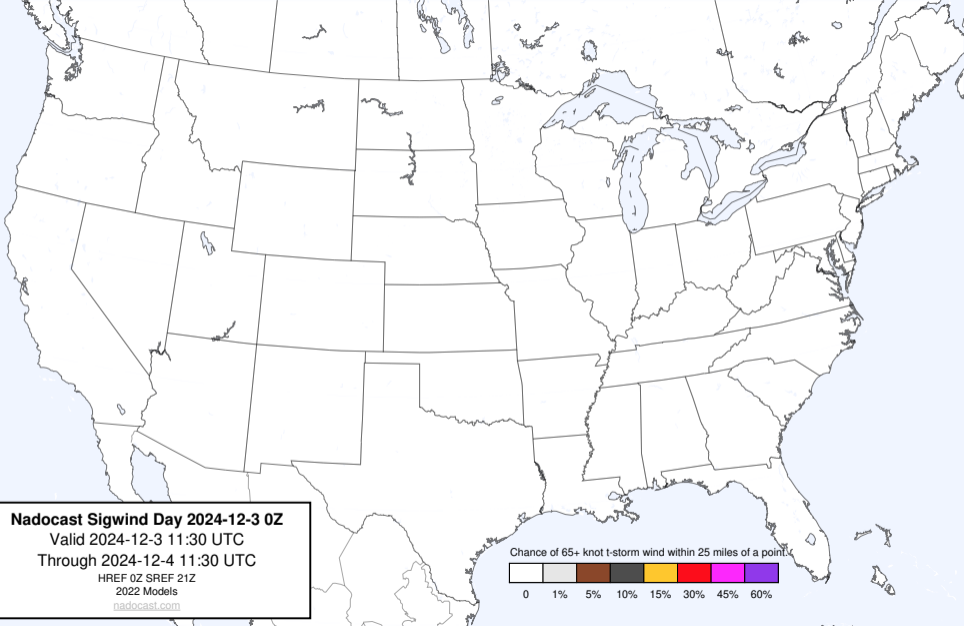 Nadocast Sigwind Day 2024-12-3 0Z
Valid 2024-12-3 11:30 UTC
Through 2024-12-4 11:30 UTC
HREF 0Z SREF 21Z
2022 Models
nadocast.com
Chance of 65+ knot t-storm wind within 25 miles of a point.
0 1% 5% 10% 15% 30% 45% 60%